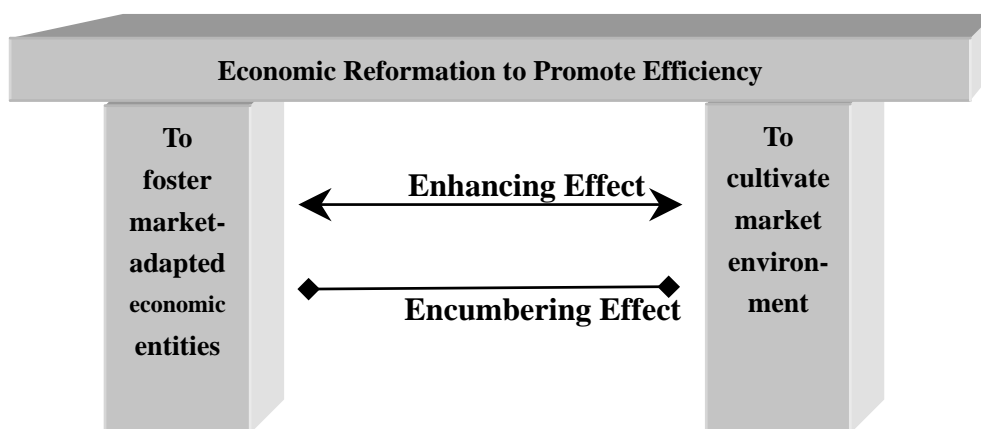 Economic Reformation to Promote Efficiency
To
foster
market-
adapted
economic
entities
Enhancing Effect
Encumbering Effect
To
cultivate
market
environ-
ment